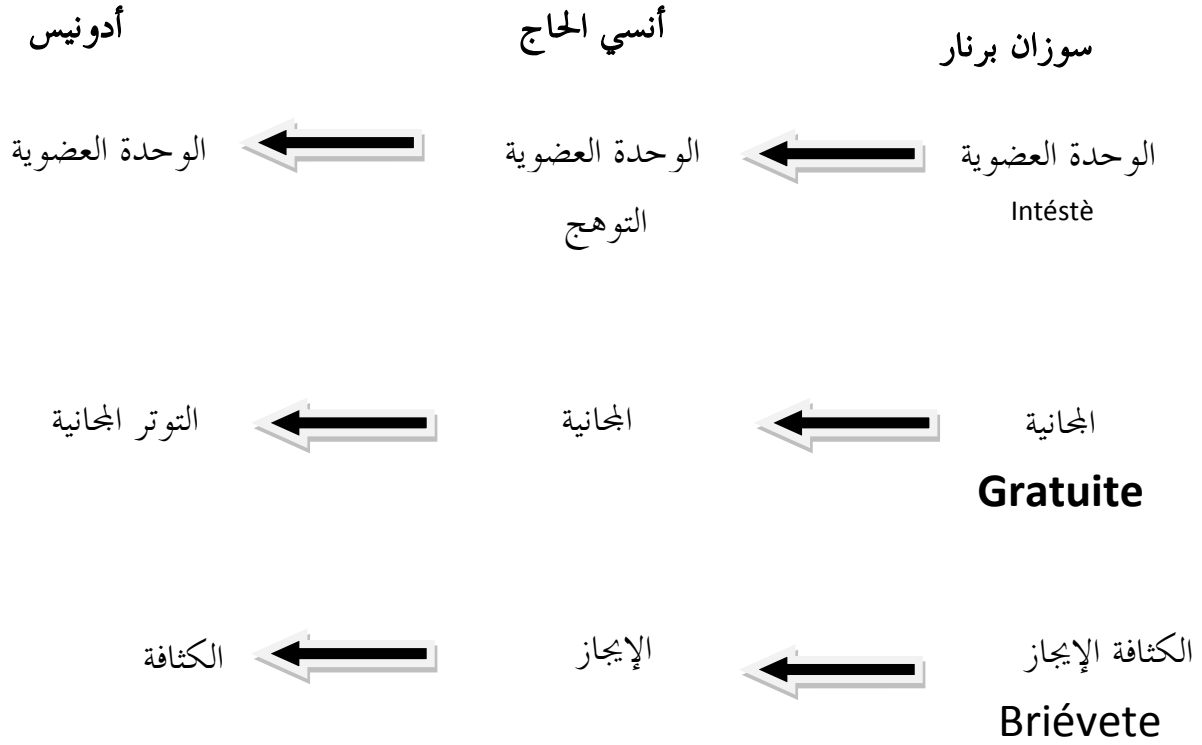 سوزان برنار
أنسي الحاج
أدونيس
الوحدة العضوية
الوحدة العضوية
الوحدة العضوية
Intéstè
التوهج
المجانية
المجانية
التوتر المجانية
Gratuite
الكثافة الإيجاز
الإيجاز
الكثافة
Briévete